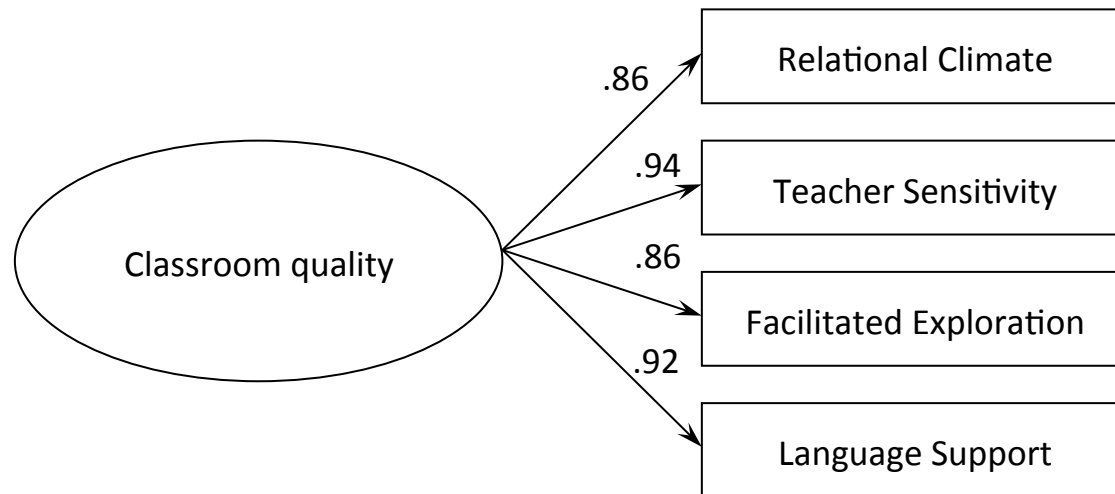 Relational Climate
.86
.94
Teacher Sensitivity
Classroom quality
.86
Facilitated Exploration
.92
Language Support